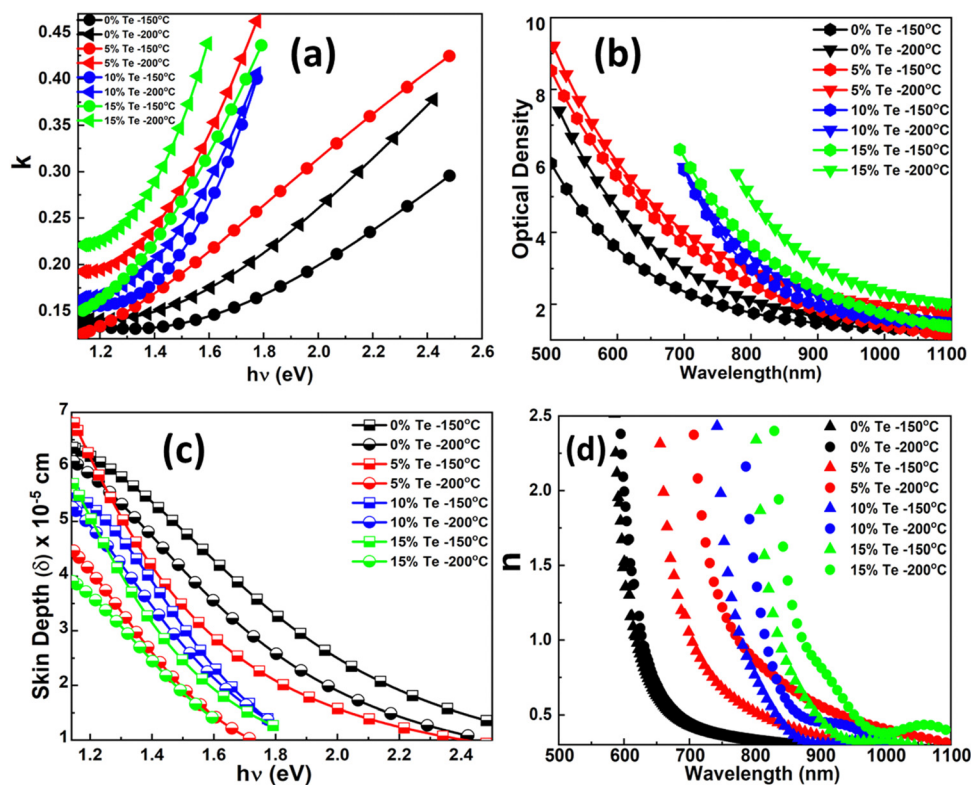 (a)
k
0.45
0.40
0.35
0.30
0.25
0.20
0.15
0% Te -150°C
0% Te -200°C
5% Te -150°C
5% Te -200°C
10% Te -150°C
10% Te -200°C
15% Te -150°C
15% Te -200°C
1.2 1.4 1.6 1.8 2.0 2.2 2.4 2.6
hν (eV)
(b)
Optical Density
10
8
6
4
2
0% Te -150°C
0% Te -200°C
5% Te -150°C
5% Te -200°C
10% Te -150°C
10% Te -200°C
15% Te -150°C
15% Te -200°C
500 600 700 800 900 1000 1100
Wavelength(nm)
(c)
Skin Depth (δ) x 10⁻⁵ cm
7
6
5
4
3
2
1
0% Te -150°C
0% Te -200°C
5% Te -150°C
5% Te -200°C
10% Te -150°C
10% Te -200°C
15% Te -150°C
15% Te -200°C
1.2 1.4 1.6 1.8 2.0 2.2 2.4
hν (eV)
(d)
n
2.5
2.0
1.5
1.0
0.5
0% Te -150°C
0% Te -200°C
5% Te -150°C
5% Te -200°C
10% Te -150°C
10% Te -200°C
15% Te -150°C
15% Te -200°C
500 600 700 800 900 1000 1100
Wavelength (nm)